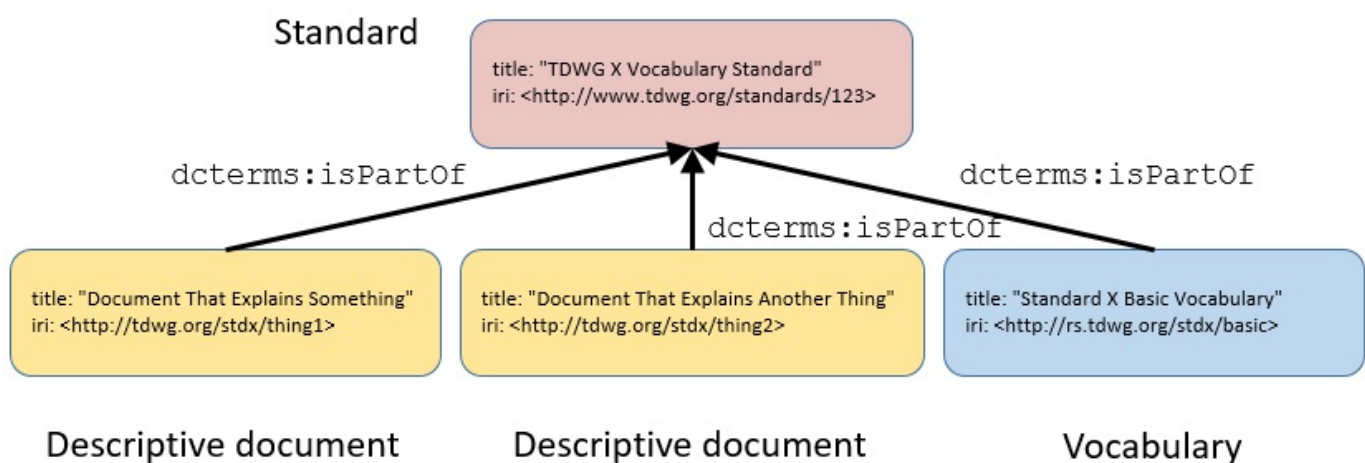 Standard
title: "TDWG X Vocabulary Standard"
iri: <http://www.tdwg.org/standards/123>
dcterms:isPartOf
dcterms:isPartOf
dcterms:isPartOf
title: "Document That Explains Something"
iri: <http://tdwg.org/stdx/thing1>
title: "Document That Explains Another Thing"
iri: <http://tdwg.org/stdx/thing2>
title: "Standard X Basic Vocabulary"
iri: <http://rs.tdwg.org/stdx/basic>
Descriptive document
Descriptive document
Vocabulary